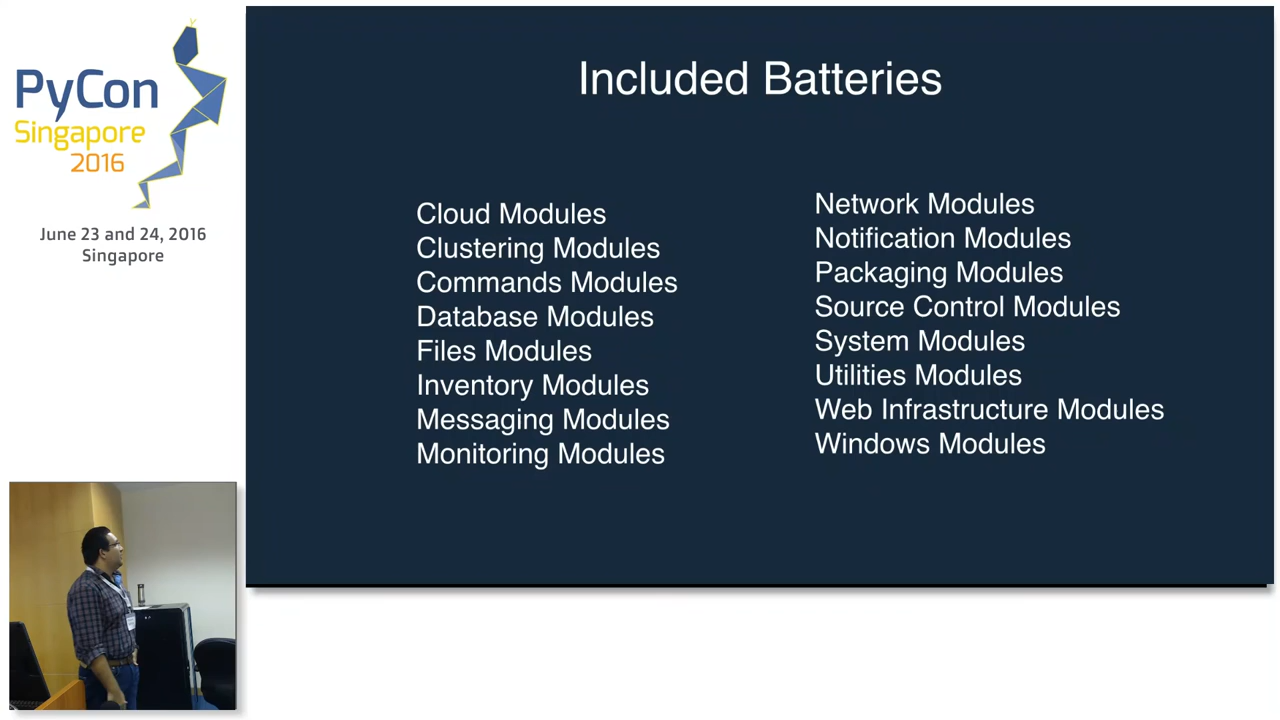 PyCon
Singapore
2016
June 23 and 24, 2016
Singapore
Included Batteries
Cloud Modules
Clustering Modules
Commands Modules
Database Modules
Files Modules
Inventory Modules
Messaging Modules
Monitoring Modules
Network Modules
Notification Modules
Packaging Modules
Source Control Modules
System Modules
Utilities Modules
Web Infrastructure Modules
Windows Modules